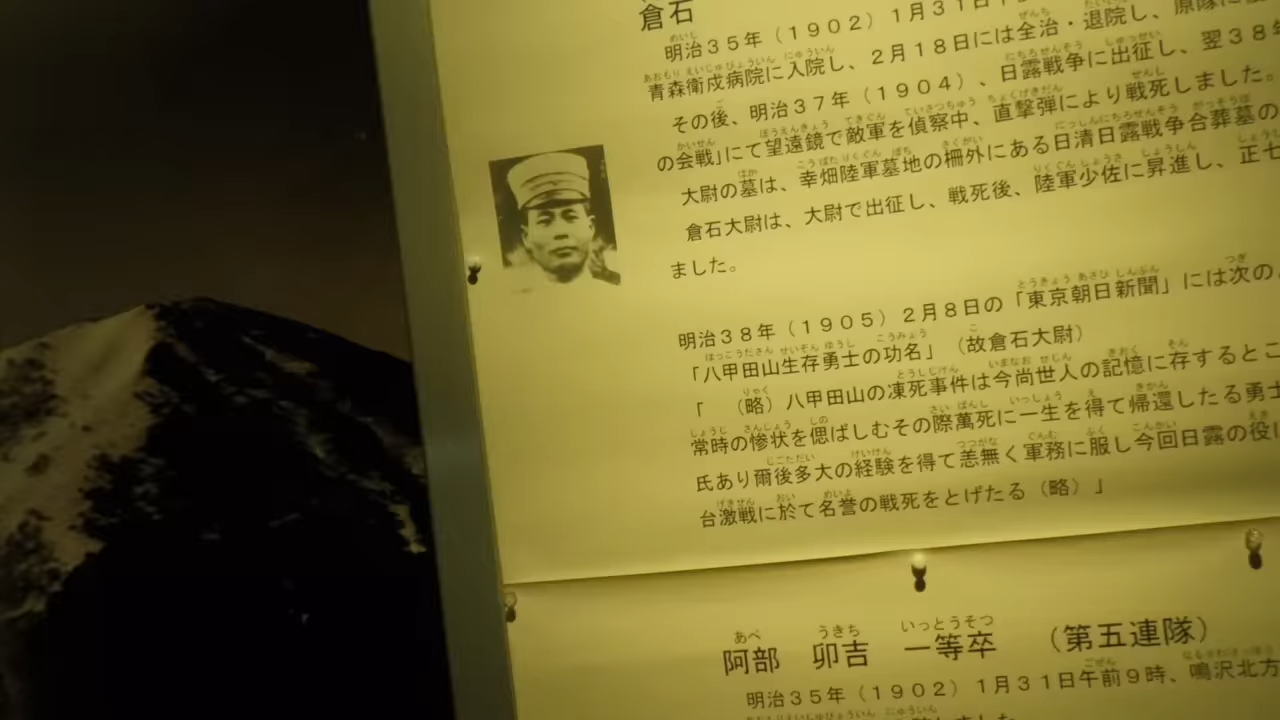 倉石
明治35年（1902）1月31日午
青森衛戍病院に入院し、2月18日には全治・退院し、原隊に
その後、明治37年（1904）、日露戦争に出征し、翌38年
の会戦」にて望遠鏡で敵軍を偵察中、直撃弾により戦死しました。
大尉の墓は、幸畑陸軍墓地の柵外にある日清日露戦争合葬墓の
倉石大尉は、大尉で出征し、戦死後、陸軍少佐に昇進し、正七
ました。
明治38年（1905）2月8日の「東京朝日新聞」には次の
「八甲田山生存勇士の功名」（故倉石大尉）
「　（略）八甲田山の凍死事件は今尚世人の記憶に存するとこ
常時の惨状を偲ばしむその際萬死に一生を得て帰還したる勇士
氏あり爾後多大の経験を得て恙無く軍務に服し今回日露の役に
台激戦に於て名誉の戦死をとげたる（略）」
阿部　卯吉　一等卒　（第五連隊）
明治35年（1902）1月31日午前9時、鳴沢北方